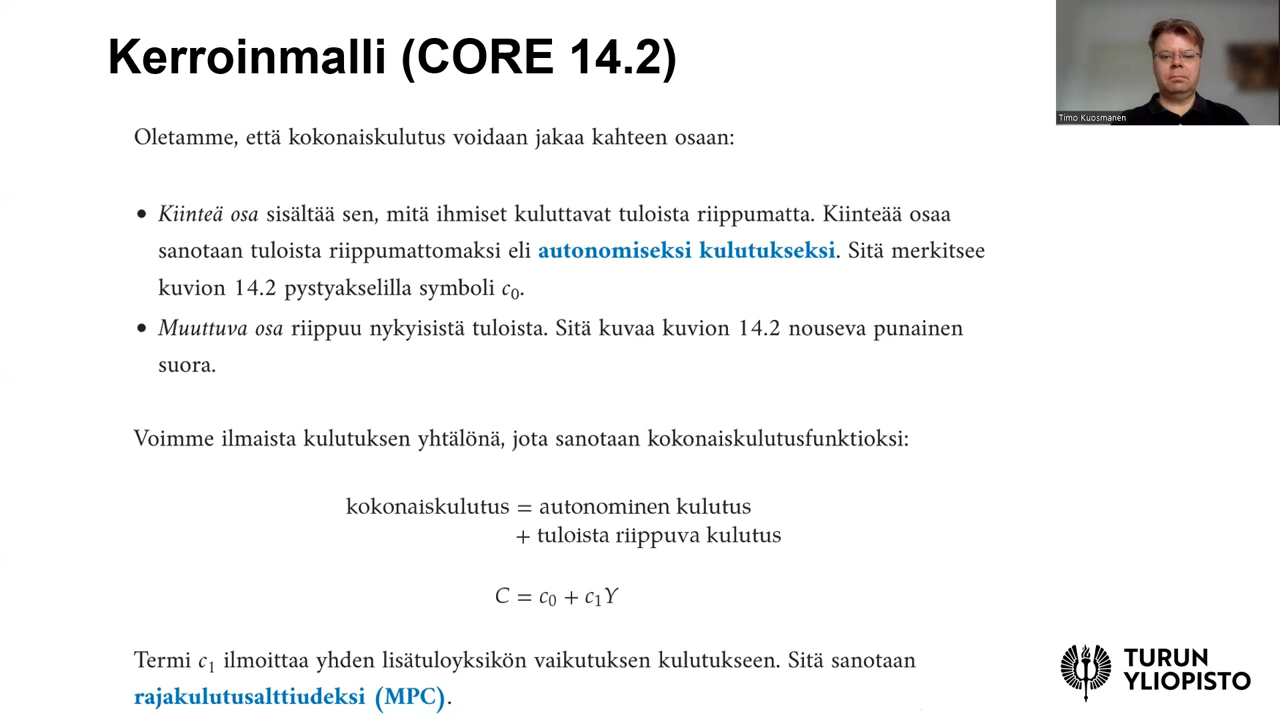 Kerroinmalli (CORE 14.2)
Timo Kuosmanen
Oletamme, että kokonaiskulutus voidaan jakaa kahteen osaan:
• Kiinteä osa sisältää sen, mitä ihmiset kuluttavat tuloista riippumatta. Kiinteää osaa
sanotaan tuloista riippumattomaksi eli autonomiseksi kulutukseksi. Sitä merkitsee
kuvion 14.2 pystyakselilla symboli c₀.
• Muuttuva osa riippuu nykyisistä tuloista. Sitä kuvaa kuvion 14.2 nouseva punainen
suora.
Voimme ilmaista kulutuksen yhtälönä, jota sanotaan kokonaiskulutusfunktioksi:
kokonaiskulutus = autonominen kulutus
+ tuloista riippuva kulutus
C = c₀ + c₁Y
Termi c₁ ilmoittaa yhden lisätuloyksikön vaikutuksen kulutukseen. Sitä sanotaan
rajakulutusalttiudeksi (MPC).
TURUN
YLIOPISTO